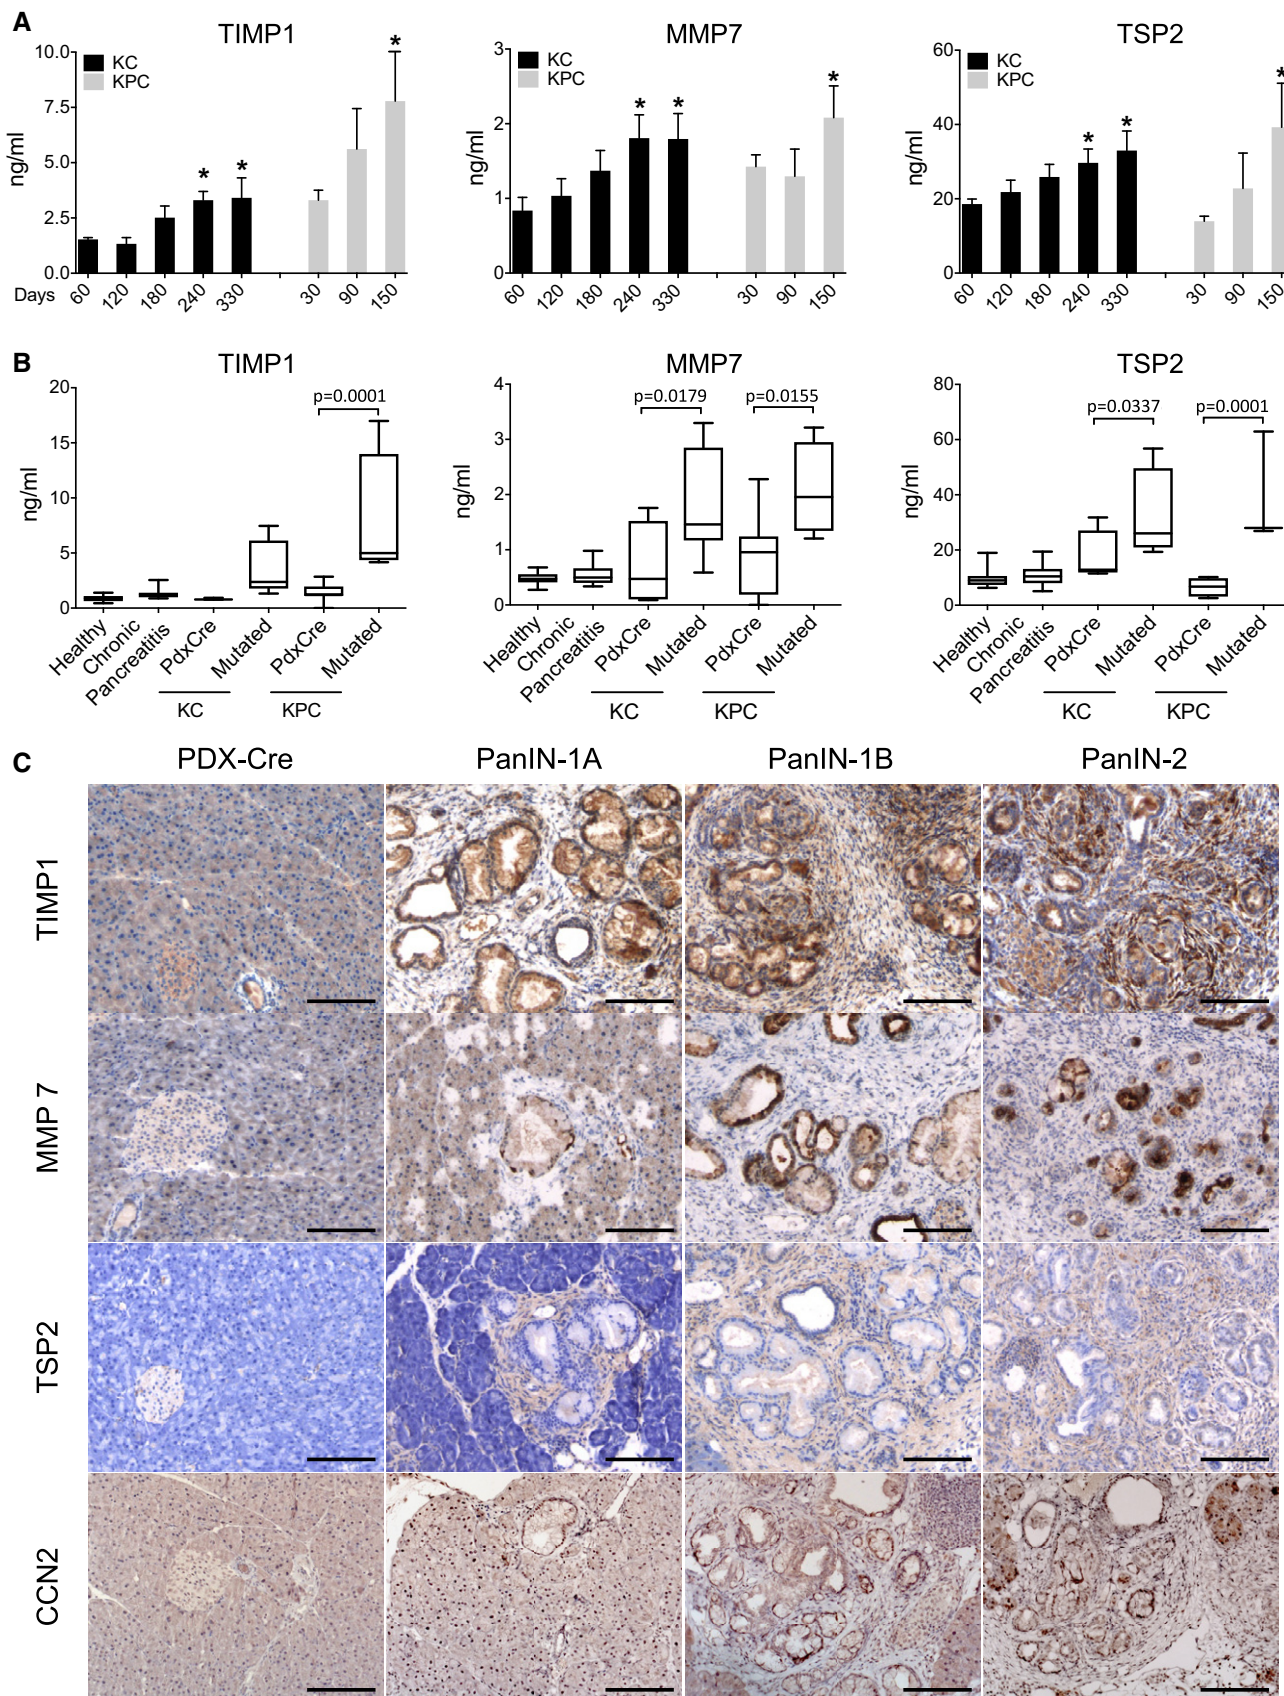 A
TIMP1
KC
KPC
ng/ml
10.0
7.5
5.0
2.5
0.0
* * *
Days
60 120 180 240 330 30 90 150
MMP7
KC
KPC
ng/ml
3
2
1
0
* * *
60 120 180 240 330 30 90 150
TSP2
KC
KPC
ng/ml
60
40
20
0
* * *
60 120 180 240 330 30 90 150
B
TIMP1
ng/ml
20
15
10
5
0
p=0.0001
Healthy
Chronic
Pancreatitis
PdxCre
Mutated
PdxCre
Mutated
KC
KPC
MMP7
ng/ml
4
3
2
1
0
p=0.0179
p=0.0155
Healthy
Chronic
Pancreatitis
PdxCre
Mutated
PdxCre
Mutated
KC
KPC
TSP2
ng/ml
80
60
40
20
0
p=0.0337
p=0.0001
Healthy
Chronic
Pancreatitis
PdxCre
Mutated
PdxCre
Mutated
KC
KPC
C
PDX-Cre PanIN-1A PanIN-1B PanIN-2
TIMP1
MMP 7
TSP2
CCN2